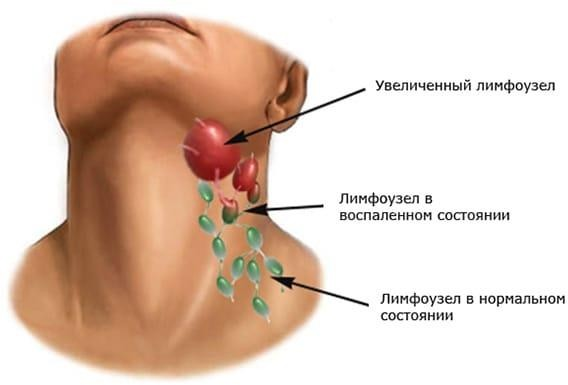 Увеличенный лимфоузел
Лимфоузел в
воспаленном состоянии
Лимфоузел в нормальном
состоянии